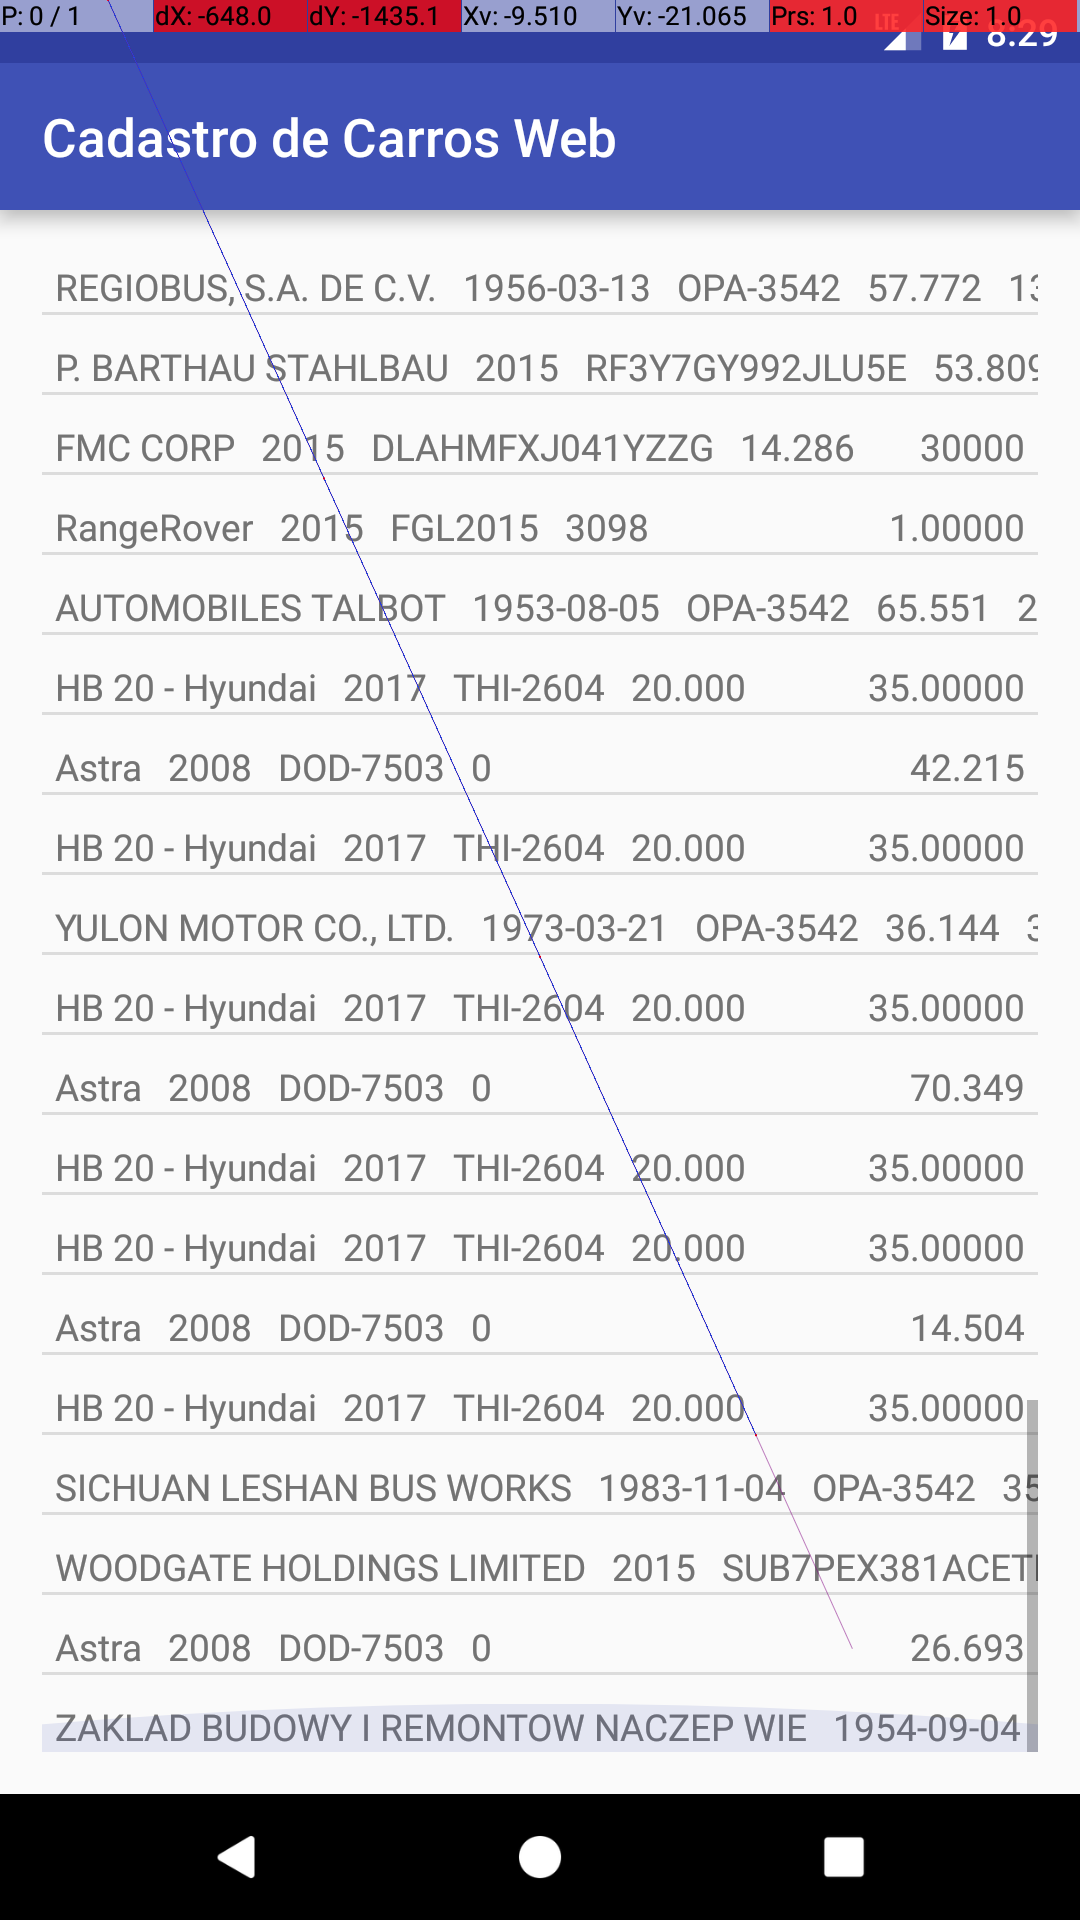 P: 0 / 1 dX: -648.0 dY: -1435.1 Xv: -9.510 Yv: -21.065 Prs: 1.0 Size: 1.0
LTE 8:29
Cadastro de Carros Web
REGIOBUS, S.A. DE C.V. 1956-03-13 OPA-3542 57.772 13
P. BARTHAU STAHLBAU 2015 RF3Y7GY992JLU5E 53.809
FMC CORP 2015 DLAHMFXJ041YZZG 14.286 30000
RangeRover 2015 FGL2015 3098 1.00000
AUTOMOBILES TALBOT 1953-08-05 OPA-3542 65.551 2
HB 20 - Hyundai 2017 THI-2604 20.000 35.00000
Astra 2008 DOD-7503 0 42.215
HB 20 - Hyundai 2017 THI-2604 20.000 35.00000
YULON MOTOR CO., LTD. 1973-03-21 OPA-3542 36.144 3
HB 20 - Hyundai 2017 THI-2604 20.000 35.00000
Astra 2008 DOD-7503 0 70.349
HB 20 - Hyundai 2017 THI-2604 20.000 35.00000
HB 20 - Hyundai 2017 THI-2604 20.000 35.00000
Astra 2008 DOD-7503 0 14.504
HB 20 - Hyundai 2017 THI-2604 20.000 35.00000
SICHUAN LESHAN BUS WORKS 1983-11-04 OPA-3542 35
WOODGATE HOLDINGS LIMITED 2015 SUB7PEX381ACET
Astra 2008 DOD-7503 0 26.693
ZAKLAD BUDOWY I REMONTOW NACZEP WIE 1954-09-04